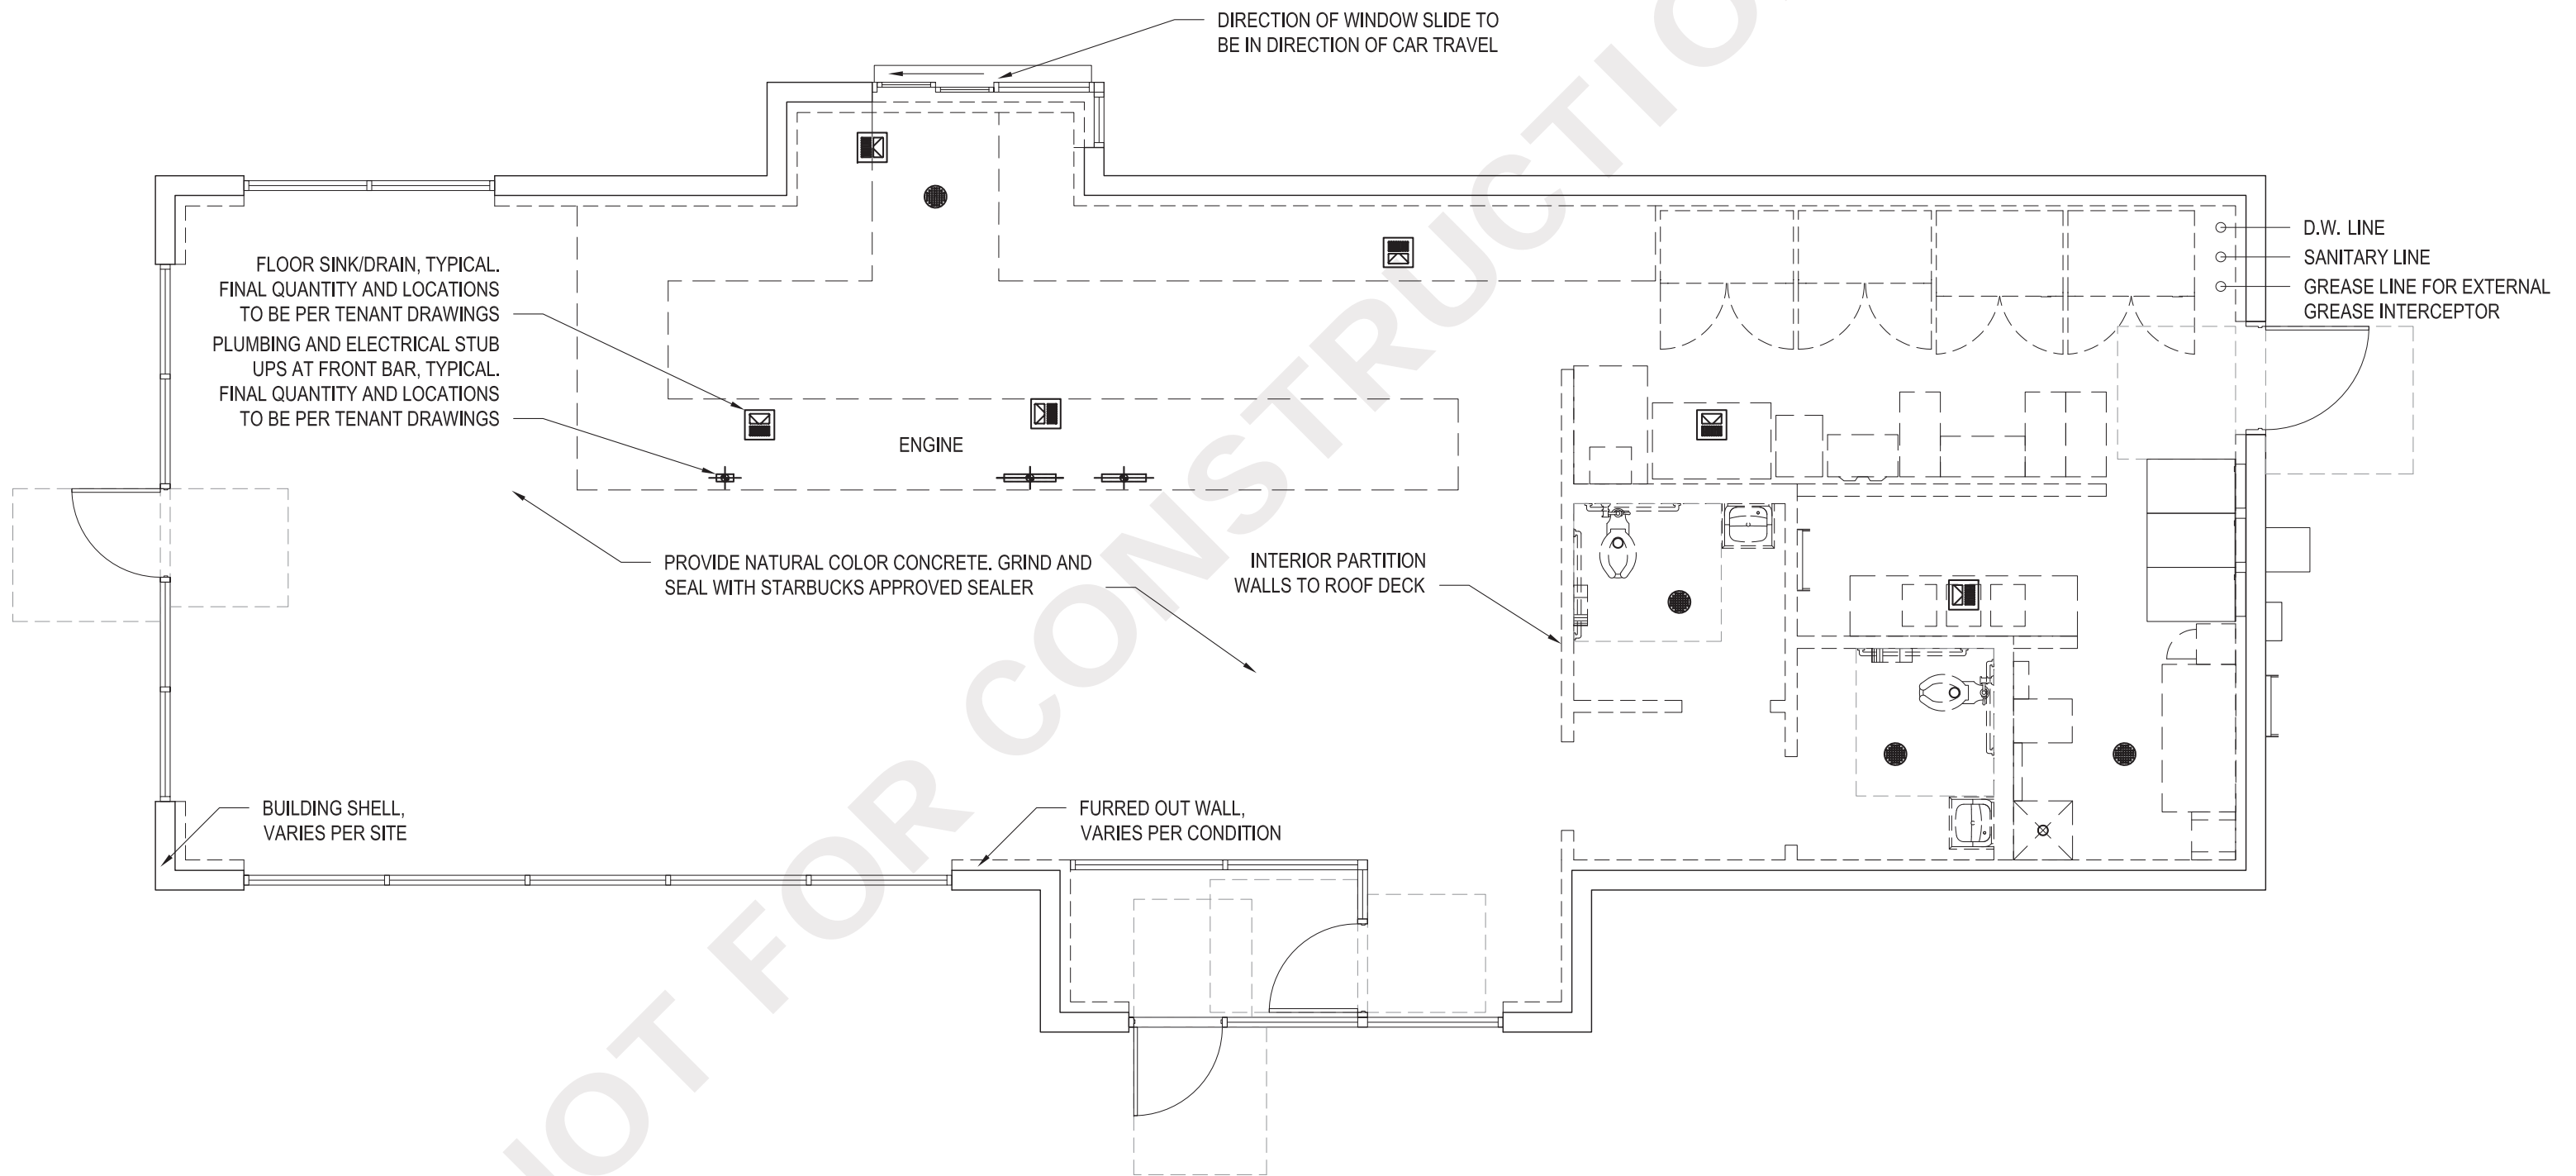 DIRECTION OF WINDOW SLIDE TO
BE IN DIRECTION OF CAR TRAVEL
D.W. LINE
SANITARY LINE
GREASE LINE FOR EXTERNAL
GREASE INTERCEPTOR
FLOOR SINK/DRAIN, TYPICAL.
FINAL QUANTITY AND LOCATIONS
TO BE PER TENANT DRAWINGS
PLUMBING AND ELECTRICAL STUB
UPS AT FRONT BAR, TYPICAL.
FINAL QUANTITY AND LOCATIONS
TO BE PER TENANT DRAWINGS
ENGINE
PROVIDE NATURAL COLOR CONCRETE. GRIND AND
SEAL WITH STARBUCKS APPROVED SEALER
INTERIOR PARTITION
WALLS TO ROOF DECK
BUILDING SHELL,
VARIES PER SITE
FURRED OUT WALL,
VARIES PER CONDITION
NOT FOR CONSTRUCTION